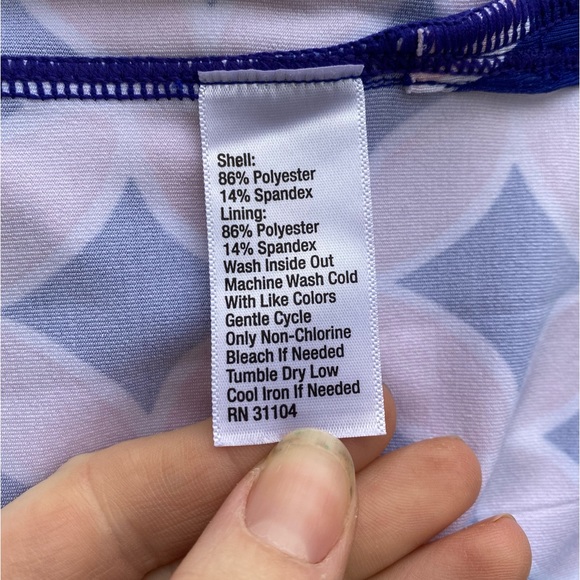 Shell:
86% Polyester
14% Spandex
Lining:
86% Polyester
14% Spandex
Wash Inside Out
Machine Wash Cold
With Like Colors
Gentle Cycle
Only Non-Chlorine
Bleach If Needed
Tumble Dry Low
Cool Iron If Needed
RN 31104